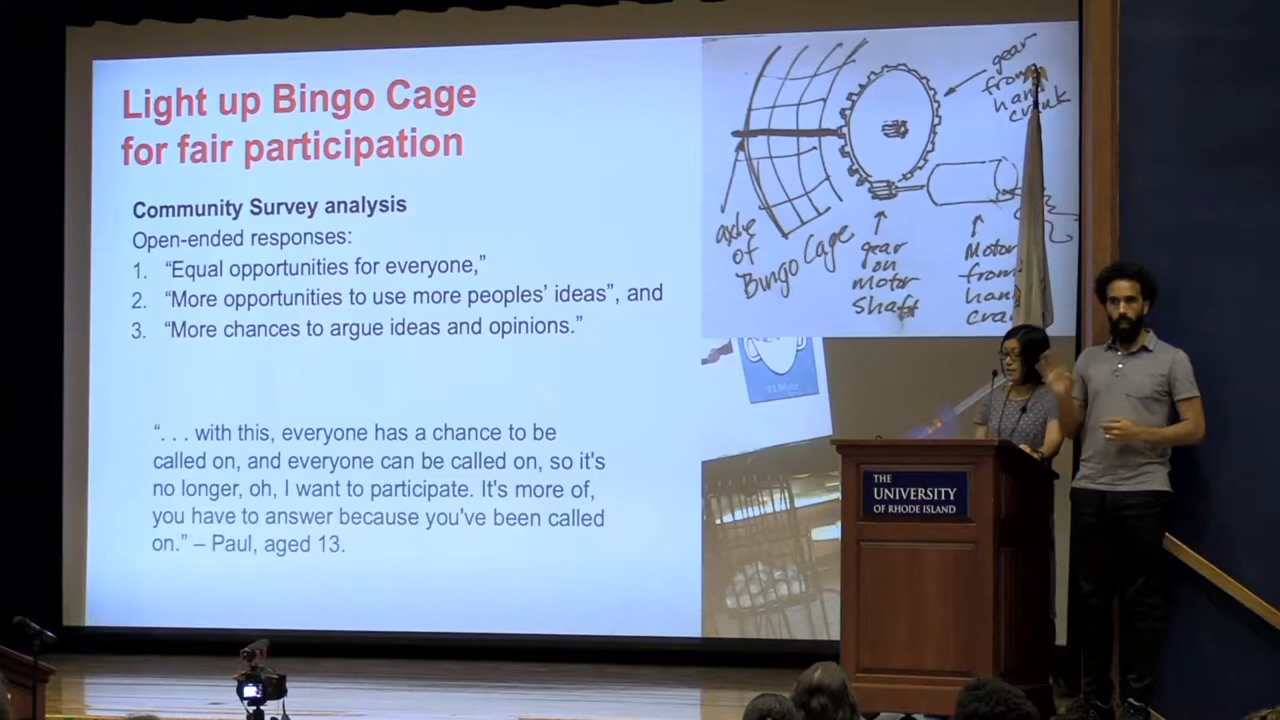 Light up Bingo Cage
for fair participation
Community Survey analysis
Open-ended responses:
1. “Equal opportunities for everyone,”
2. “More opportunities to use more peoples’ ideas”, and
3. “More chances to argue ideas and opinions.”
“. . . with this, everyone has a chance to be
called on, and everyone can be called on, so it's
no longer, oh, I want to participate. It's more of,
you have to answer because you've been called
on.” – Paul, aged 13.
gear
from
hand
crank
axle
of
Bingo Cage
gear
on
motor
shaft
Motor
from
THE
UNIVERSITY
OF RHODE ISLAND